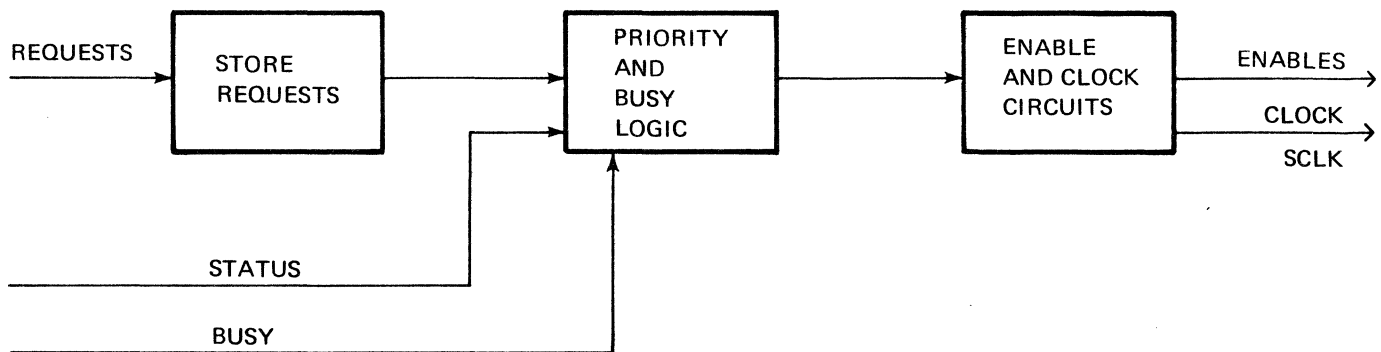 REQUESTS
STORE
REQUESTS
PRIORITY
AND
BUSY
LOGIC
ENABLE
AND CLOCK
CIRCUITS
ENABLES
CLOCK
SCLK
STATUS
BUSY